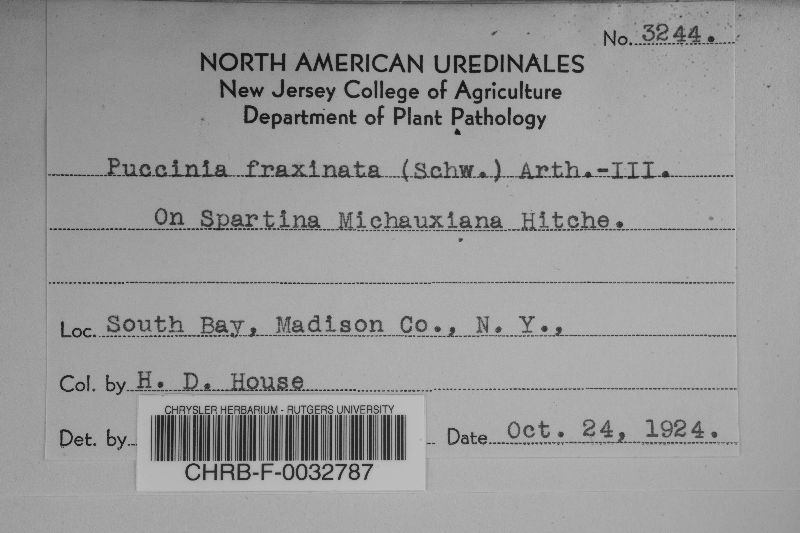 No. 3244.
NORTH AMERICAN UREDINALES
New Jersey College of Agriculture
Department of Plant Pathology
Puccinia fraxinata (Schw.) Arth.-III.
On Spartina Michauxiana Hitche.
Loc. South Bay, Madison Co., N. Y.,
Col. by H. D. House
CHRYSLER HERBARIUM - RUTGERS UNIVERSITY
Det. by
Date Oct. 24, 1924.
CHRB-F-0032787